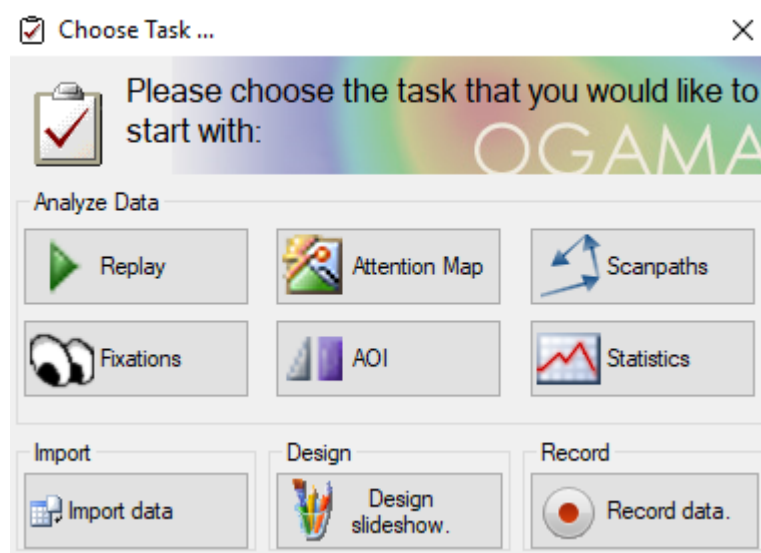 Choose Task ...
Please choose the task that you would like to
start with:
OGAMA
Analyze Data
Replay
Attention Map
Scanpaths
Fixations
AOI
Statistics
Import
Design
Record
Import data
Design
slideshow.
Record data.